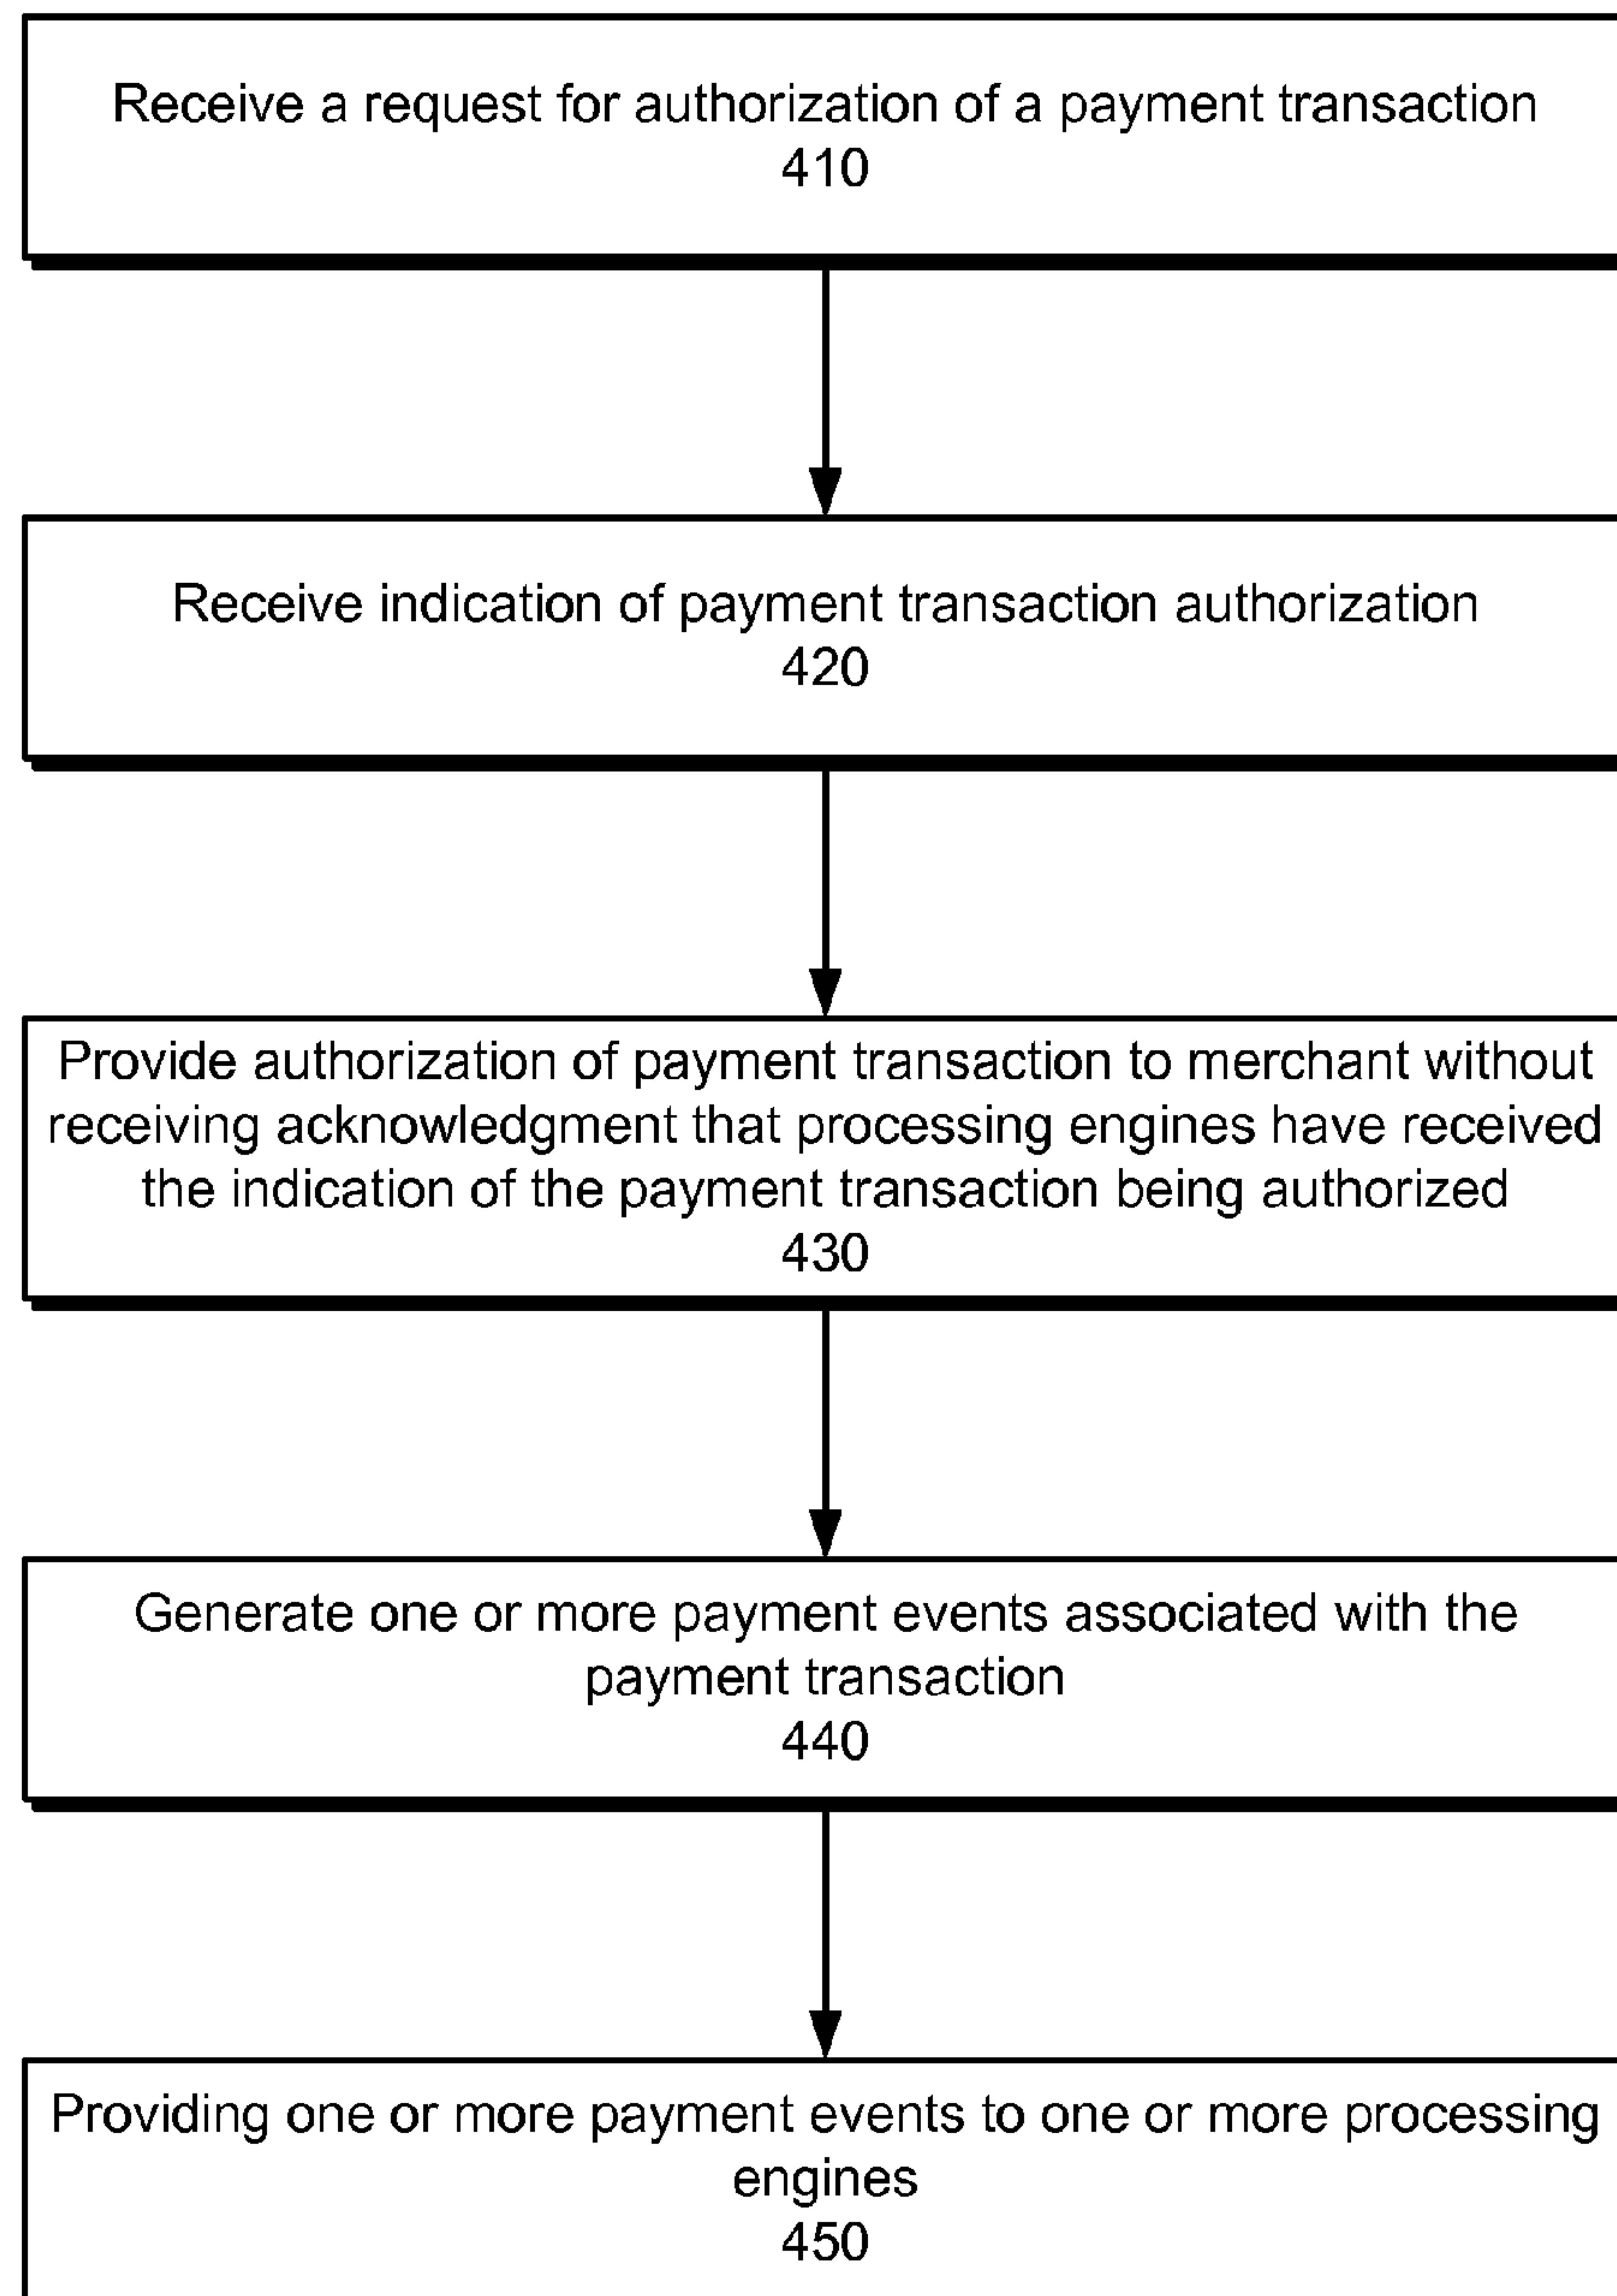 Receive a request for authorization of a payment transaction
410
Receive indication of payment transaction authorization
420
Provide authorization of payment transaction to merchant without
receiving acknowledgment that processing engines have received
the indication of the payment transaction being authorized
430
Generate one or more payment events associated with the
payment transaction
440
Providing one or more payment events to one or more processing
engines
450